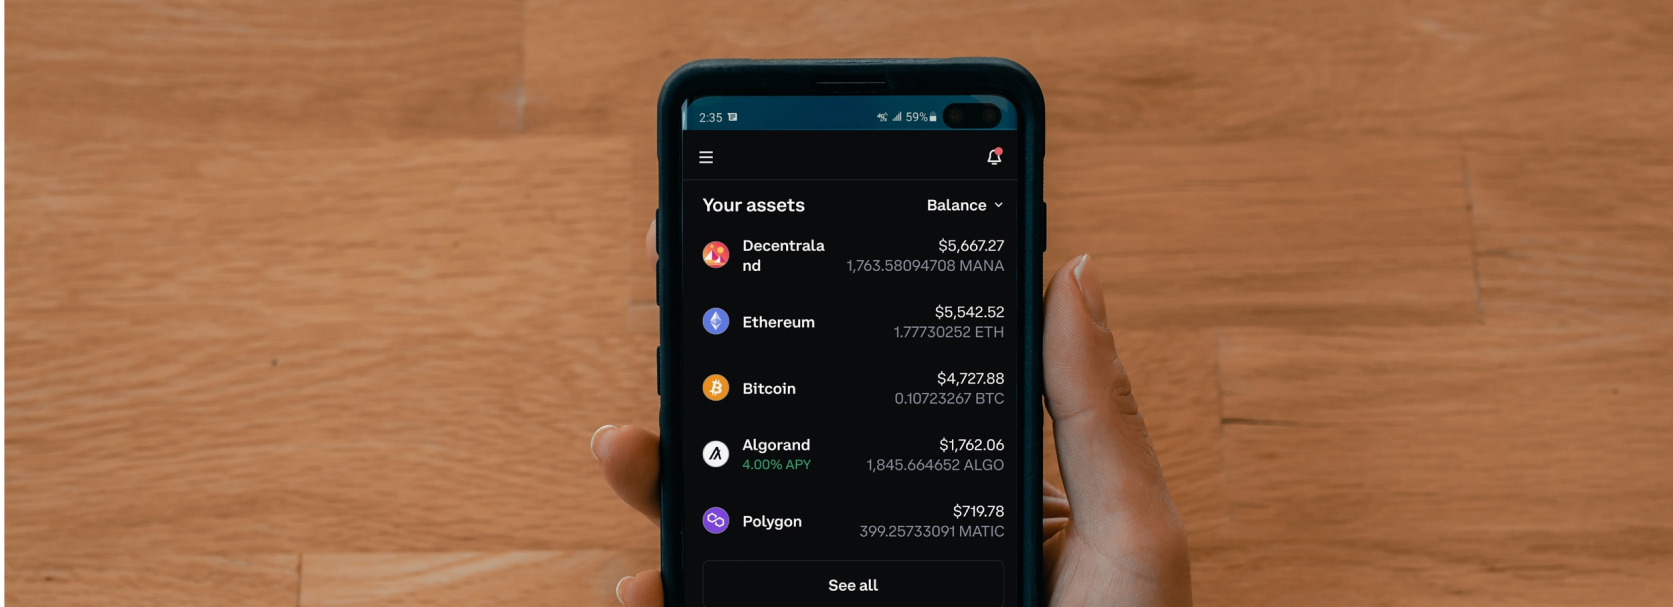 2:35 59%
Your assets Balance
Decentrala $5,667.27
nd 1,763.58094708 MANA
Ethereum $5,542.52
1.77730252 ETH
Bitcoin $4,727.88
0.10723267 BTC
Algorand $1,762.06
4.00% APY 1,845.664652 ALGO
Polygon $719.78
399.25733091 MATIC
See all